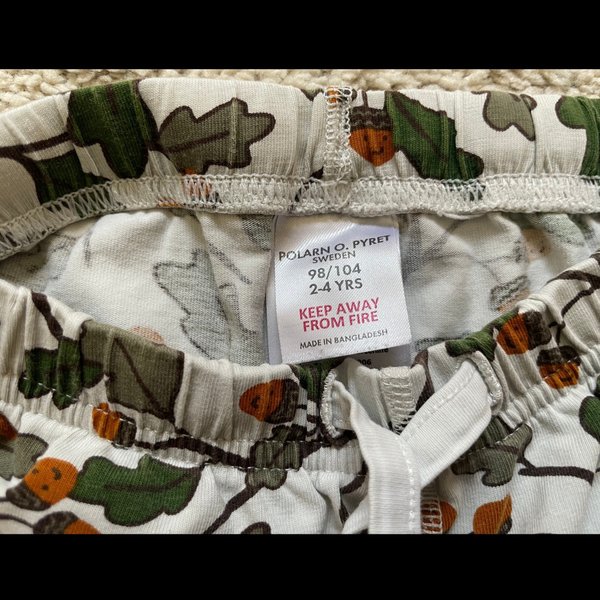 POLARN O. PYRET
SWEDEN
98/104
2-4 YRS
KEEP AWAY
FROM FIRE
MADE IN BANGLADESH